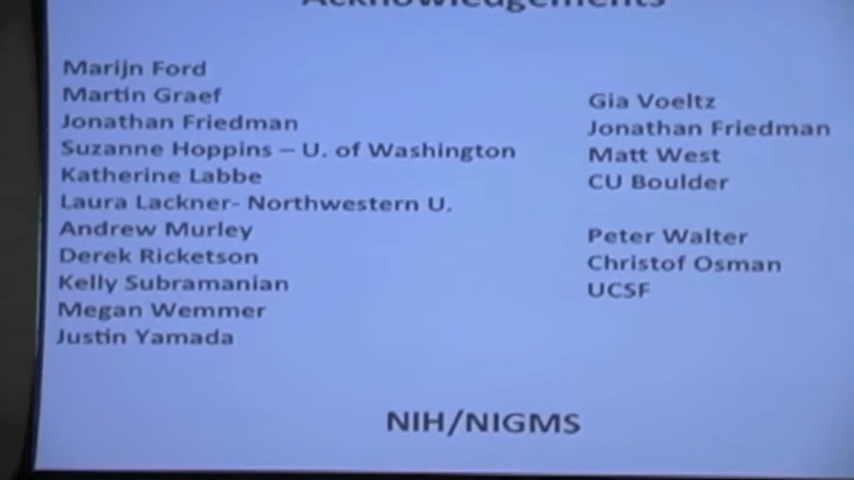 Acknowledgements
Marijn Ford
Martin Graef
Jonathan Friedman
Suzanne Hoppins – U. of Washington
Katherine Labbe
Laura Lackner- Northwestern U.
Andrew Murley
Derek Ricketson
Kelly Subramanian
Megan Wemmer
Justin Yamada
Gia Voeltz
Jonathan Friedman
Matt West
CU Boulder
Peter Walter
Christof Osman
UCSF
NIH/NIGMS